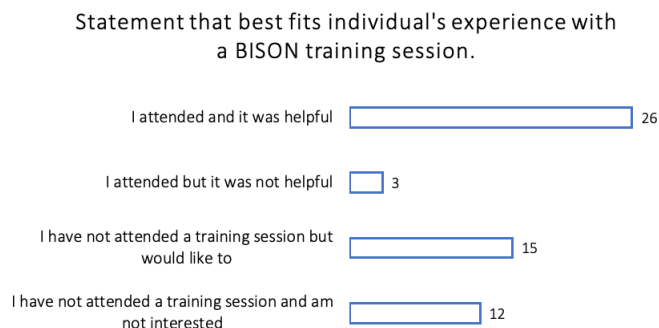 Statement that best fits individual's experience with
a BISON training session.
I attended and it was helpful
26
I attended but it was not helpful
3
I have not attended a training session but
would like to
15
I have not attended a training session and am
not interested
12